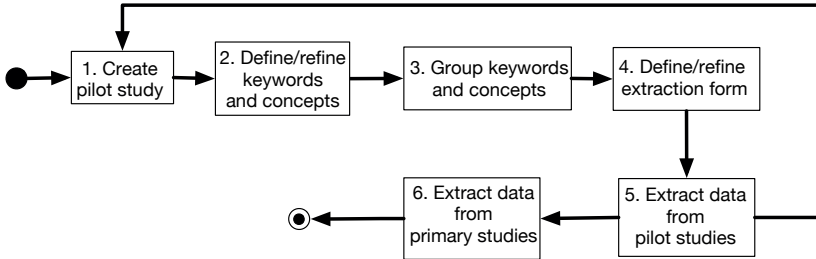 1. Create
pilot study
2. Define/refine
keywords
and concepts
3. Group keywords
and concepts
4. Define/refine
extraction form
5. Extract data
from
pilot studies
6. Extract data
from
primary studies